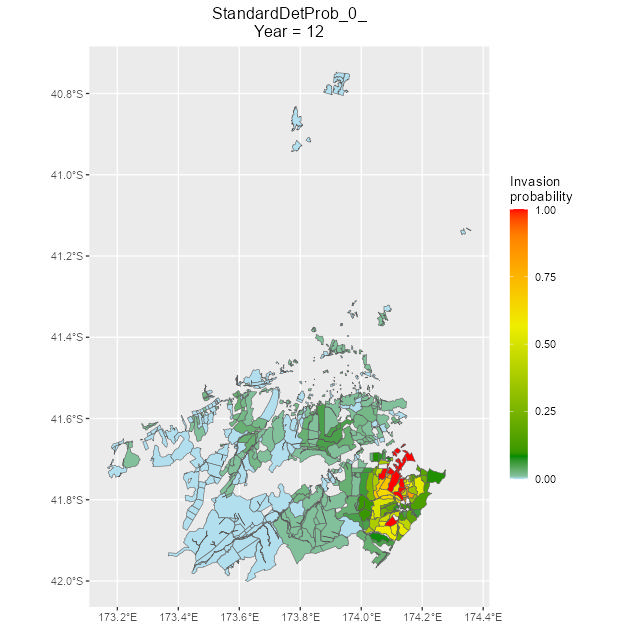 StandardDetProb_0_
Year = 12
40.8°S
41.0°S
41.2°S
41.4°S
41.6°S
41.8°S
42.0°S
173.2°E 173.4°E 173.6°E 173.8°E 174.0°E 174.2°E 174.4°E
Invasion
probability
1.00
0.75
0.50
0.25
0.00